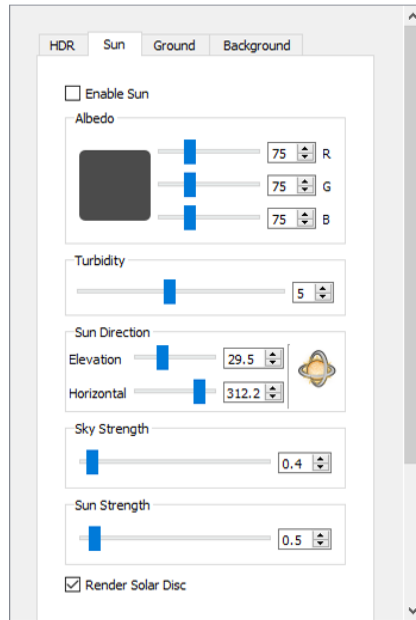 HDR Sun Ground Background
Enable Sun
Albedo
75 R
75 G
75 B
Turbidity
5
Sun Direction
Elevation 29.5
Horizontal 312.2
Sky Strength
0.4
Sun Strength
0.5
Render Solar Disc